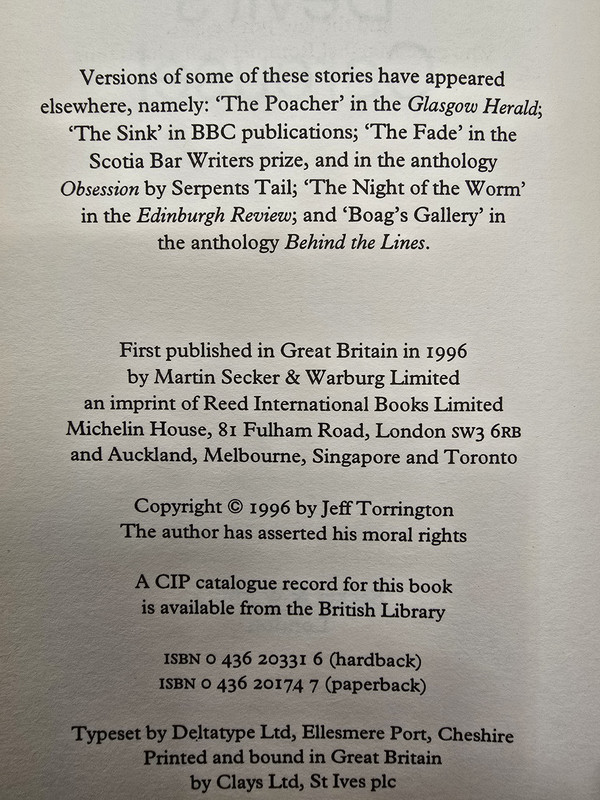 Versions of some of these stories have appeared
elsewhere, namely: ‘The Poacher’ in the Glasgow Herald;
‘The Sink’ in BBC publications; ‘The Fade’ in the
Scotia Bar Writers prize, and in the anthology
Obsession by Serpents Tail; ‘The Night of the Worm’
in the Edinburgh Review; and ‘Boag’s Gallery’ in
the anthology Behind the Lines.
First published in Great Britain in 1996
by Martin Secker & Warburg Limited
an imprint of Reed International Books Limited
Michelin House, 81 Fulham Road, London SW3 6RB
and Auckland, Melbourne, Singapore and Toronto
Copyright © 1996 by Jeff Torrington
The author has asserted his moral rights
A CIP catalogue record for this book
is available from the British Library
ISBN 0 436 20331 6 (hardback)
ISBN 0 436 20174 7 (paperback)
Typeset by Deltatype Ltd, Ellesmere Port, Cheshire
Printed and bound in Great Britain
by Clays Ltd, St Ives plc